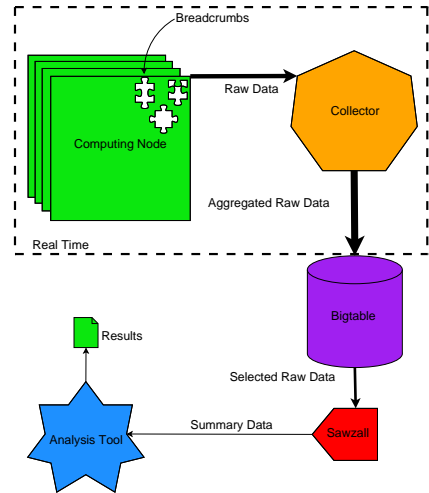 Breadcrumbs
Raw Data
Collector
Computing Node
Aggregated Raw Data
Real Time
Bigtable
Results
Selected Raw Data
Summary Data
Sawzall
Analysis Tool